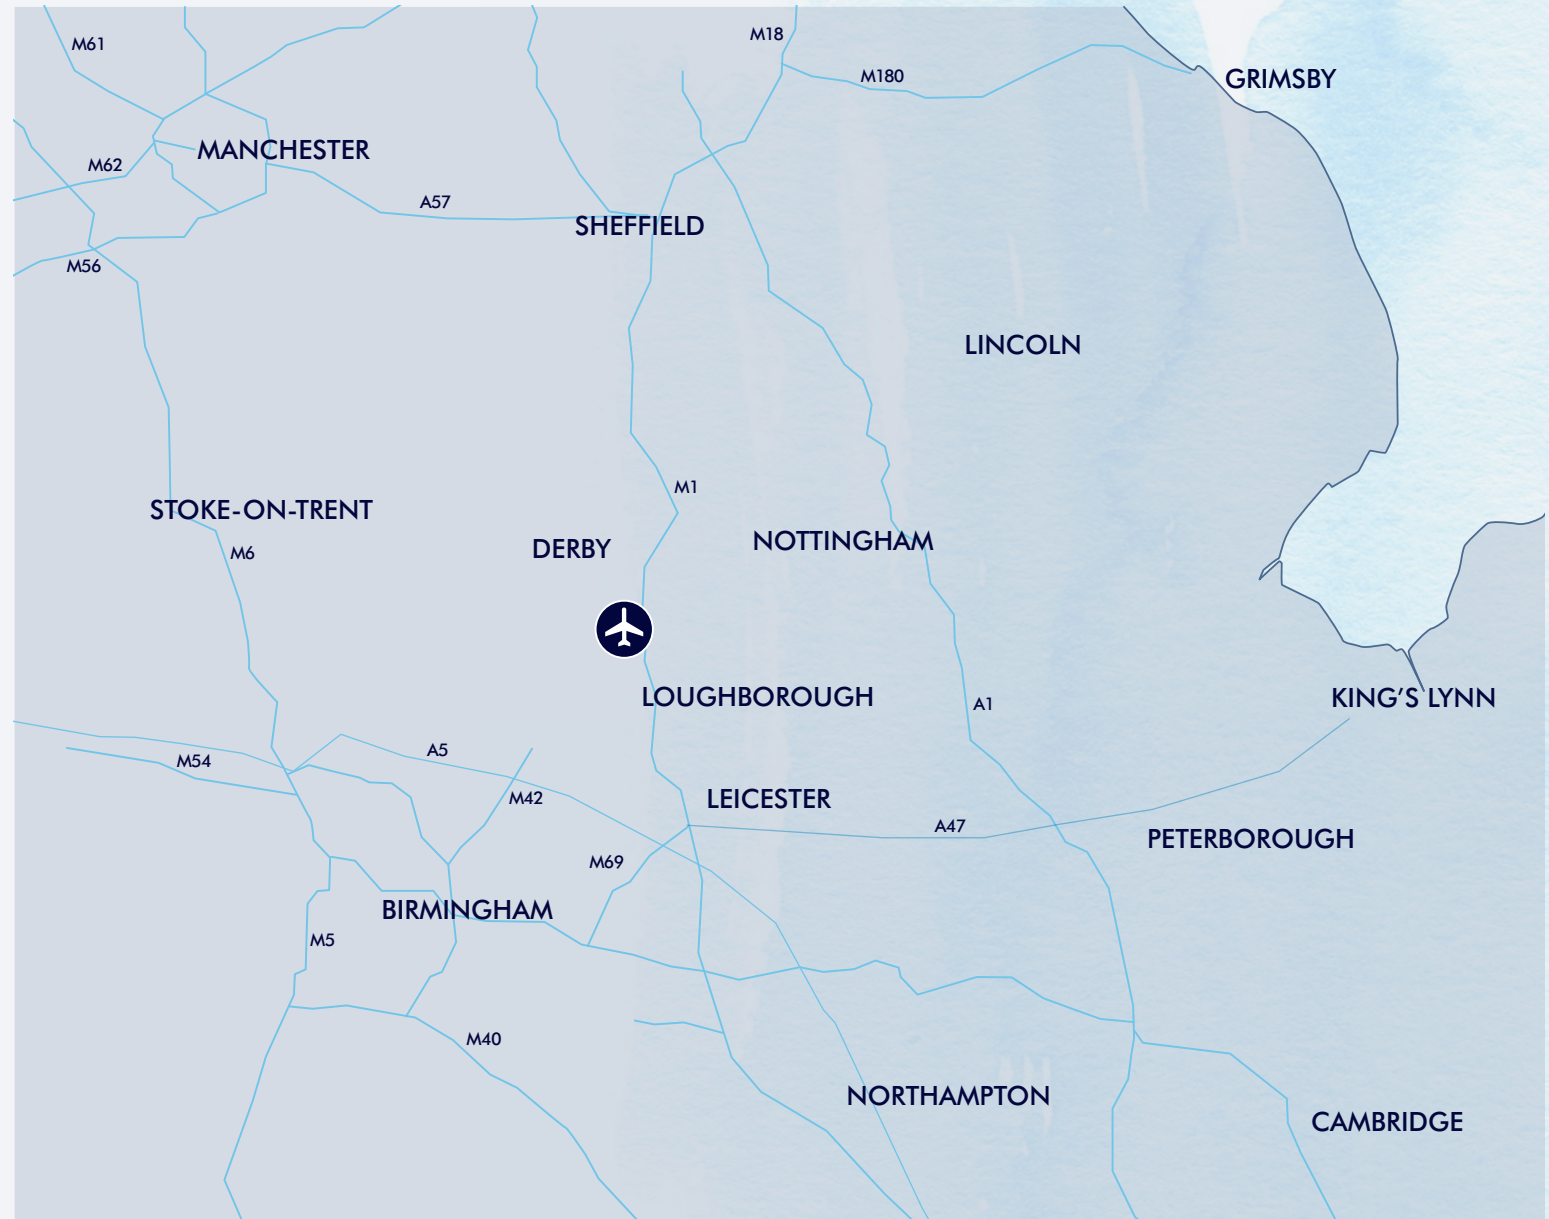 M18
M61
M180
GRIMSBY
MANCHESTER
M62
A57
SHEFFIELD
M56
LINCOLN
M1
STOKE-ON-TRENT
NOTTINGHAM
DERBY
M6
LOUGHBOROUGH
KING'S LYNN
A1
A5
M54
M42
LEICESTER
A47
PETERBOROUGH
M69
BIRMINGHAM
M5
M40
NORTHAMPTON
CAMBRIDGE